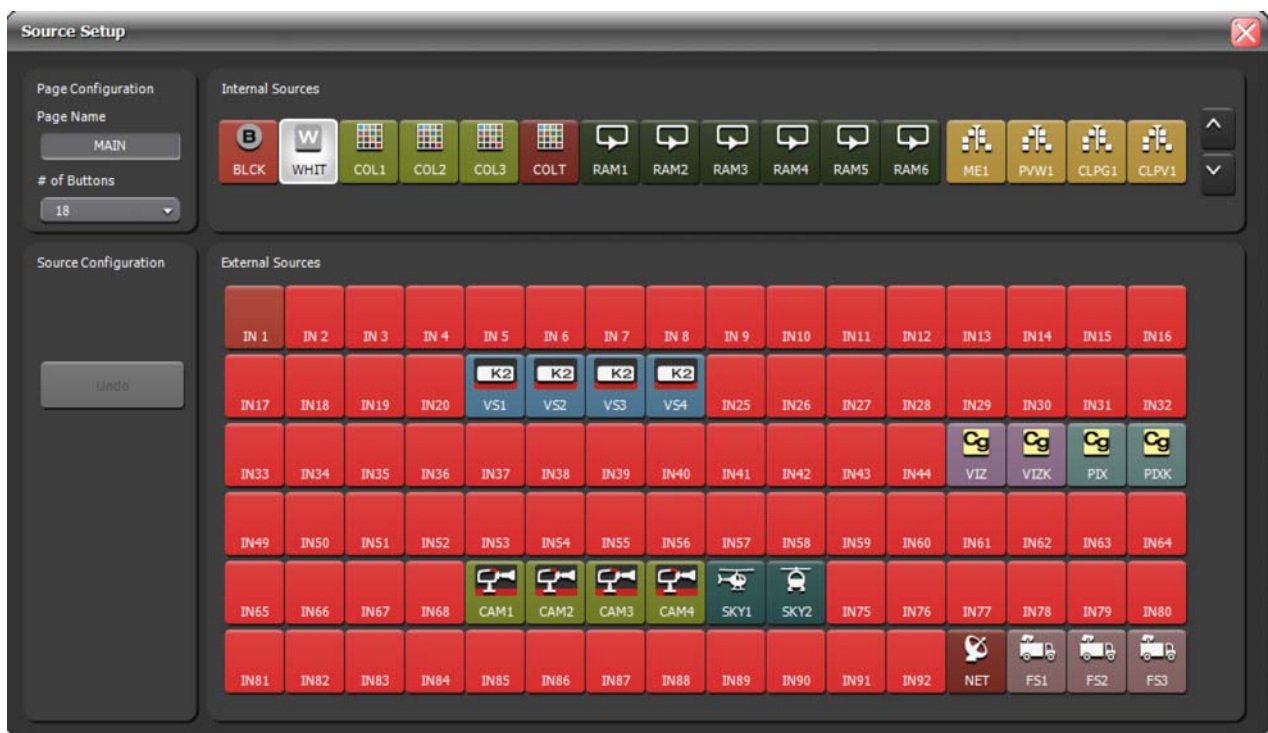 Source Setup
Page Configuration
Page Name
MAIN
# of Buttons
18
Internal Sources
B W
BLCK WHIT COL1 COL2 COL3 COLT RAM1 RAM2 RAM3 RAM4 RAM5 RAM6 ME1 PVW1 CLPG1 CLPV1
Source Configuration
Undo
External Sources
IN 1 IN 2 IN 3 IN 4 IN 5 IN 6 IN 7 IN 8 IN 9 IN10 IN11 IN12 IN13 IN14 IN15 IN16
K2 K2 K2 K2
IN17 IN18 IN19 IN20 VS1 VS2 VS3 VS4 IN25 IN26 IN27 IN28 IN29 IN30 IN31 IN32
Cg Cg Cg Cg
IN33 IN34 IN35 IN36 IN37 IN38 IN39 IN40 IN41 IN42 IN43 IN44 VIZ VIZK PIX PIXK
IN49 IN50 IN51 IN52 IN53 IN54 IN55 IN56 IN57 IN58 IN59 IN60 IN61 IN62 IN63 IN64
IN65 IN66 IN67 IN68 CAM1 CAM2 CAM3 CAM4 SKY1 SKY2 IN75 IN76 IN77 IN78 IN79 IN80
IN81 IN82 IN83 IN84 IN85 IN86 IN87 IN88 IN89 IN90 IN91 IN92 NET FS1 FS2 FS3